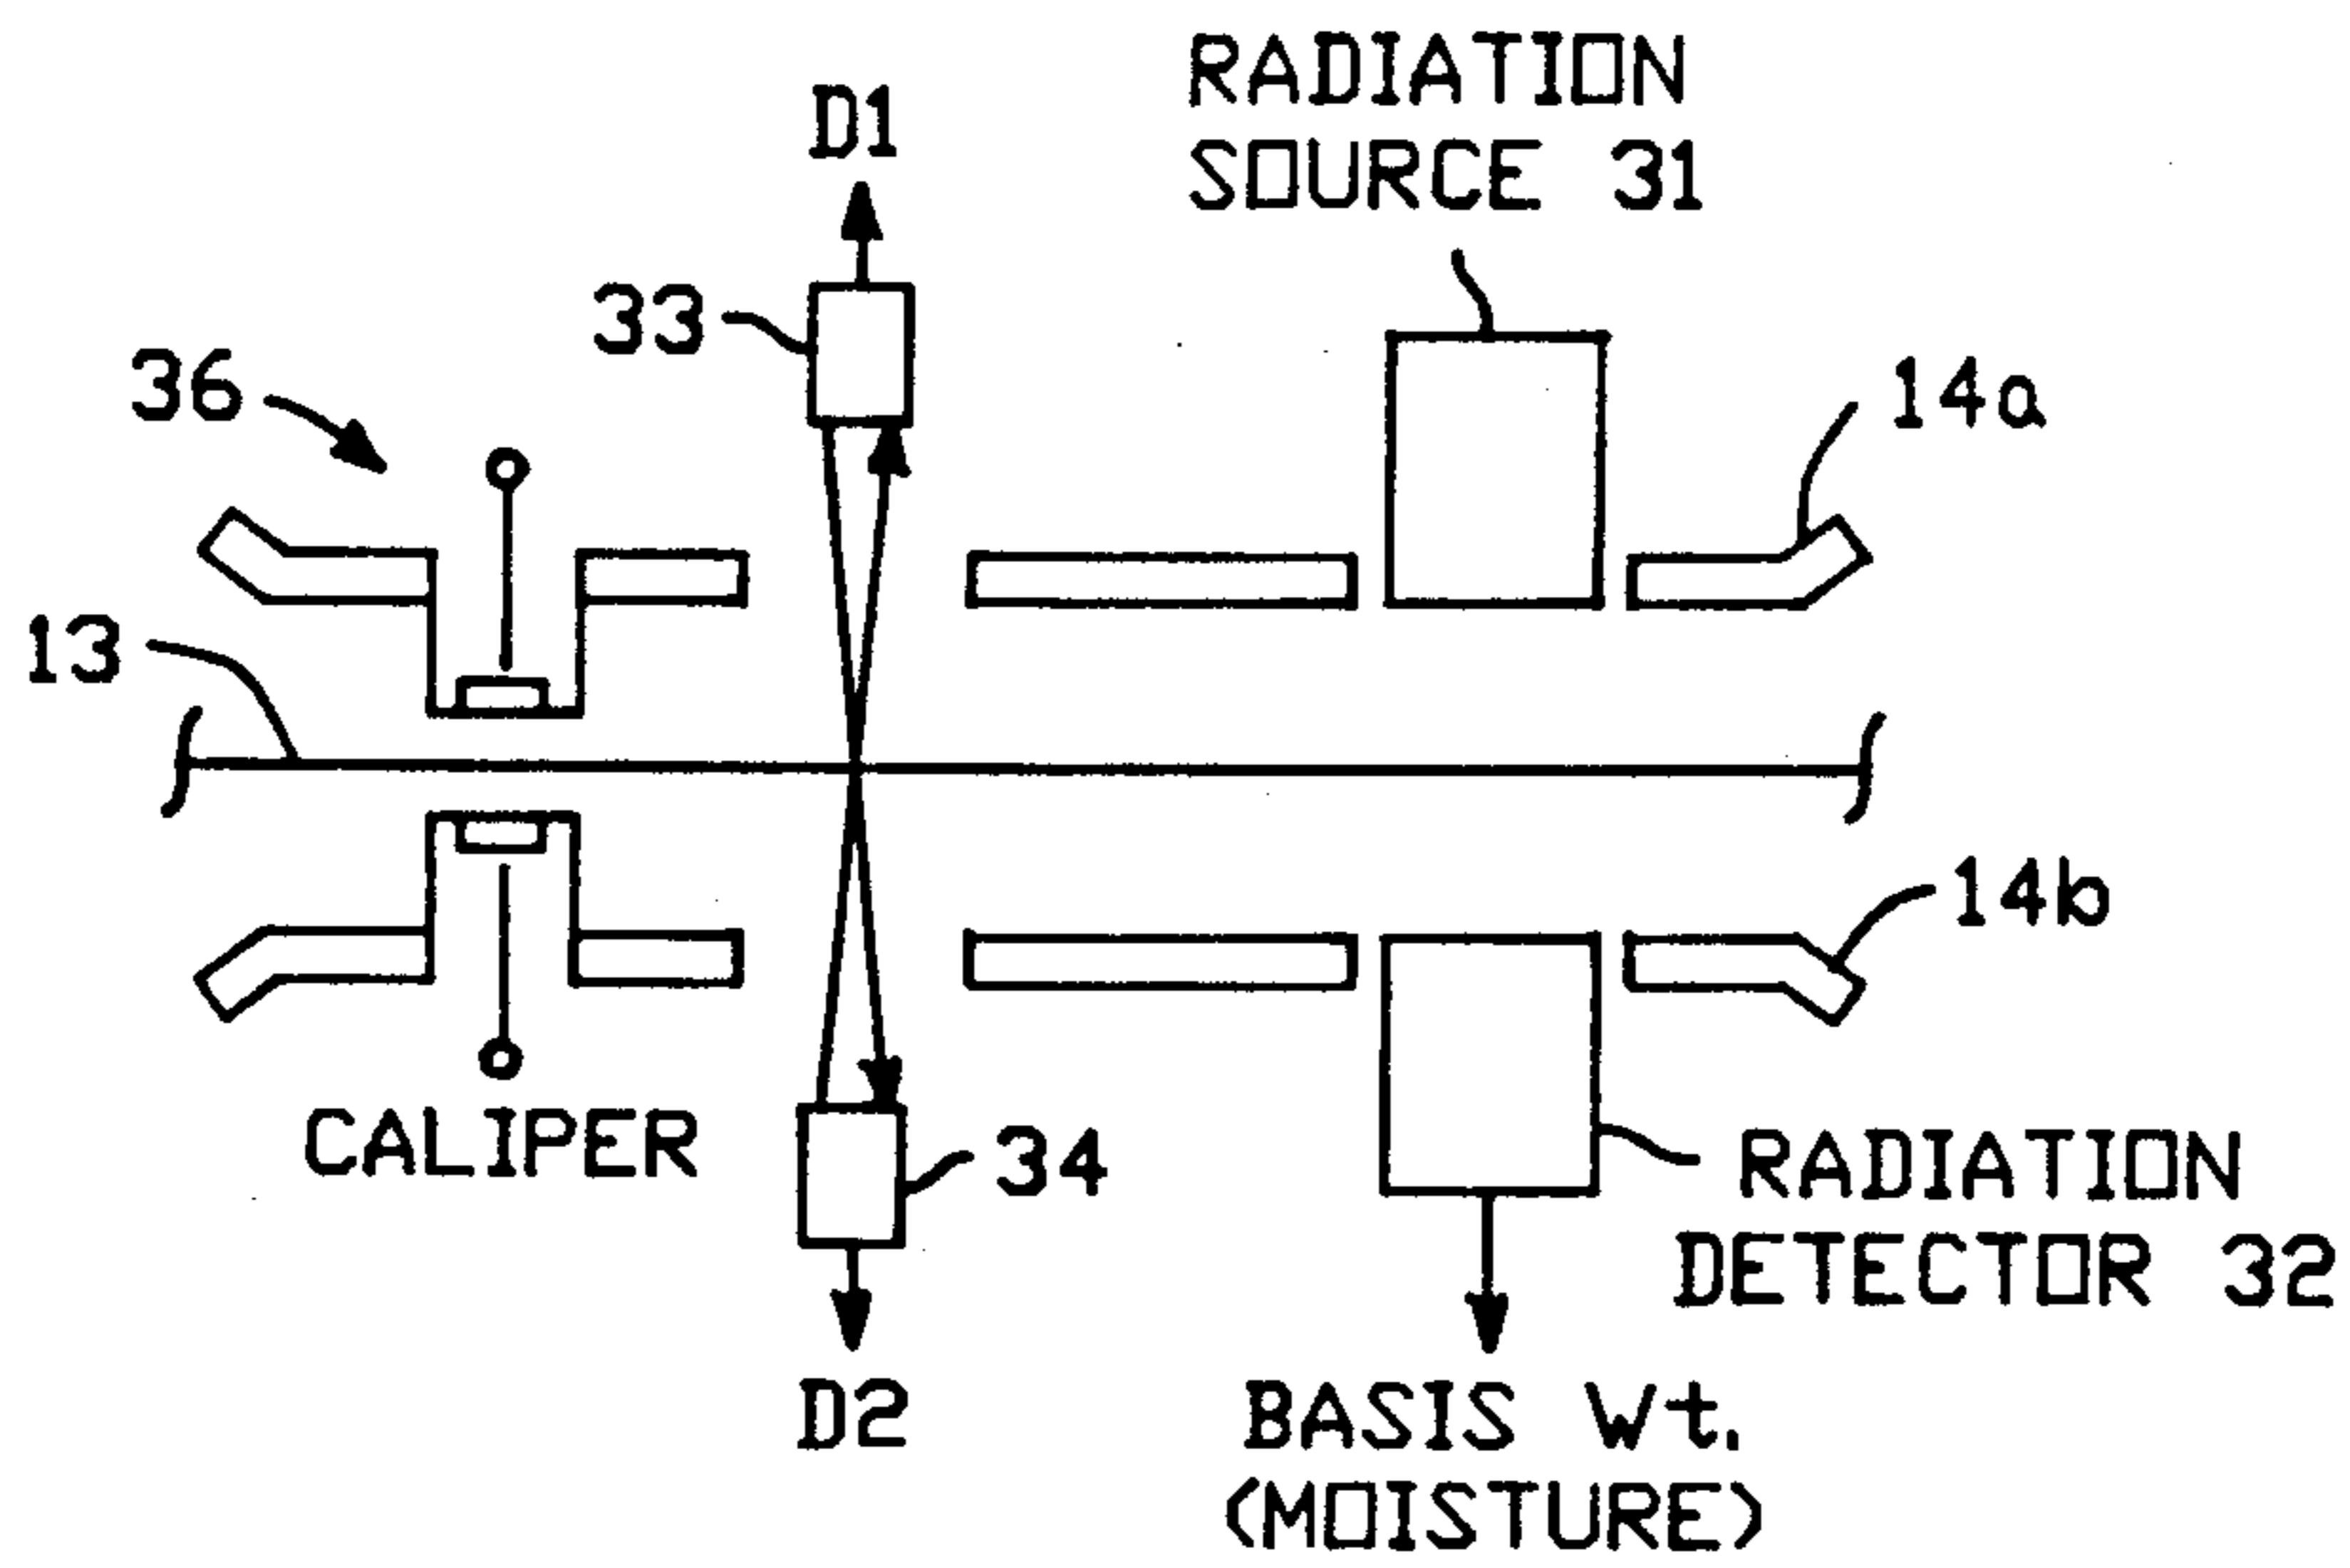 D1
RADIATION
SOURCE 31
33
36
14a
13
14b
CALIPER
34
RADIATION
DETECTOR 32
D2
BASIS Wt.
(MOISTURE)